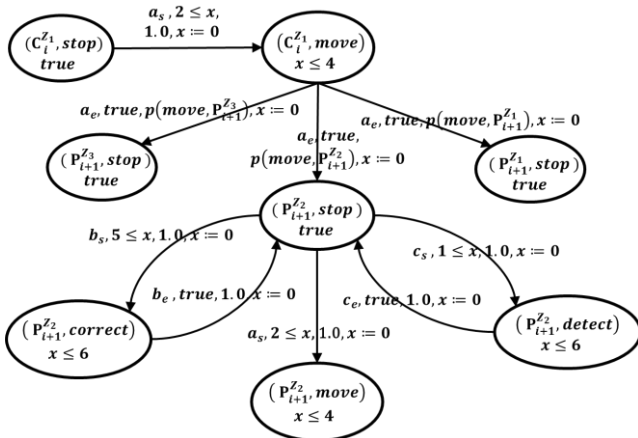 a_s, 2 ≤ x,
1.0, x ≔ 0
(C_i^{Z_1}, stop)
true
(C_i^{Z_1}, move)
x ≤ 4
a_e, true, p(move, P_{i+1}^{Z_3}), x ≔ 0
a_e, true, p(move, P_{i+1}^{Z_1}), x ≔ 0
a_e, true,
p(move, P_{i+1}^{Z_2}), x ≔ 0
(P_{i+1}^{Z_3}, stop)
true
(P_{i+1}^{Z_1}, stop)
true
(P_{i+1}^{Z_2}, stop)
true
b_s, 5 ≤ x, 1.0, x ≔ 0
c_s, 1 ≤ x, 1.0, x ≔ 0
b_e, true, 1.0, x ≔ 0
c_e, true, 1.0, x ≔ 0
(P_{i+1}^{Z_2}, correct)
x ≤ 6
a_s, 2 ≤ x, 1.0, x ≔ 0
(P_{i+1}^{Z_2}, detect)
x ≤ 6
(P_{i+1}^{Z_2}, move)
x ≤ 4